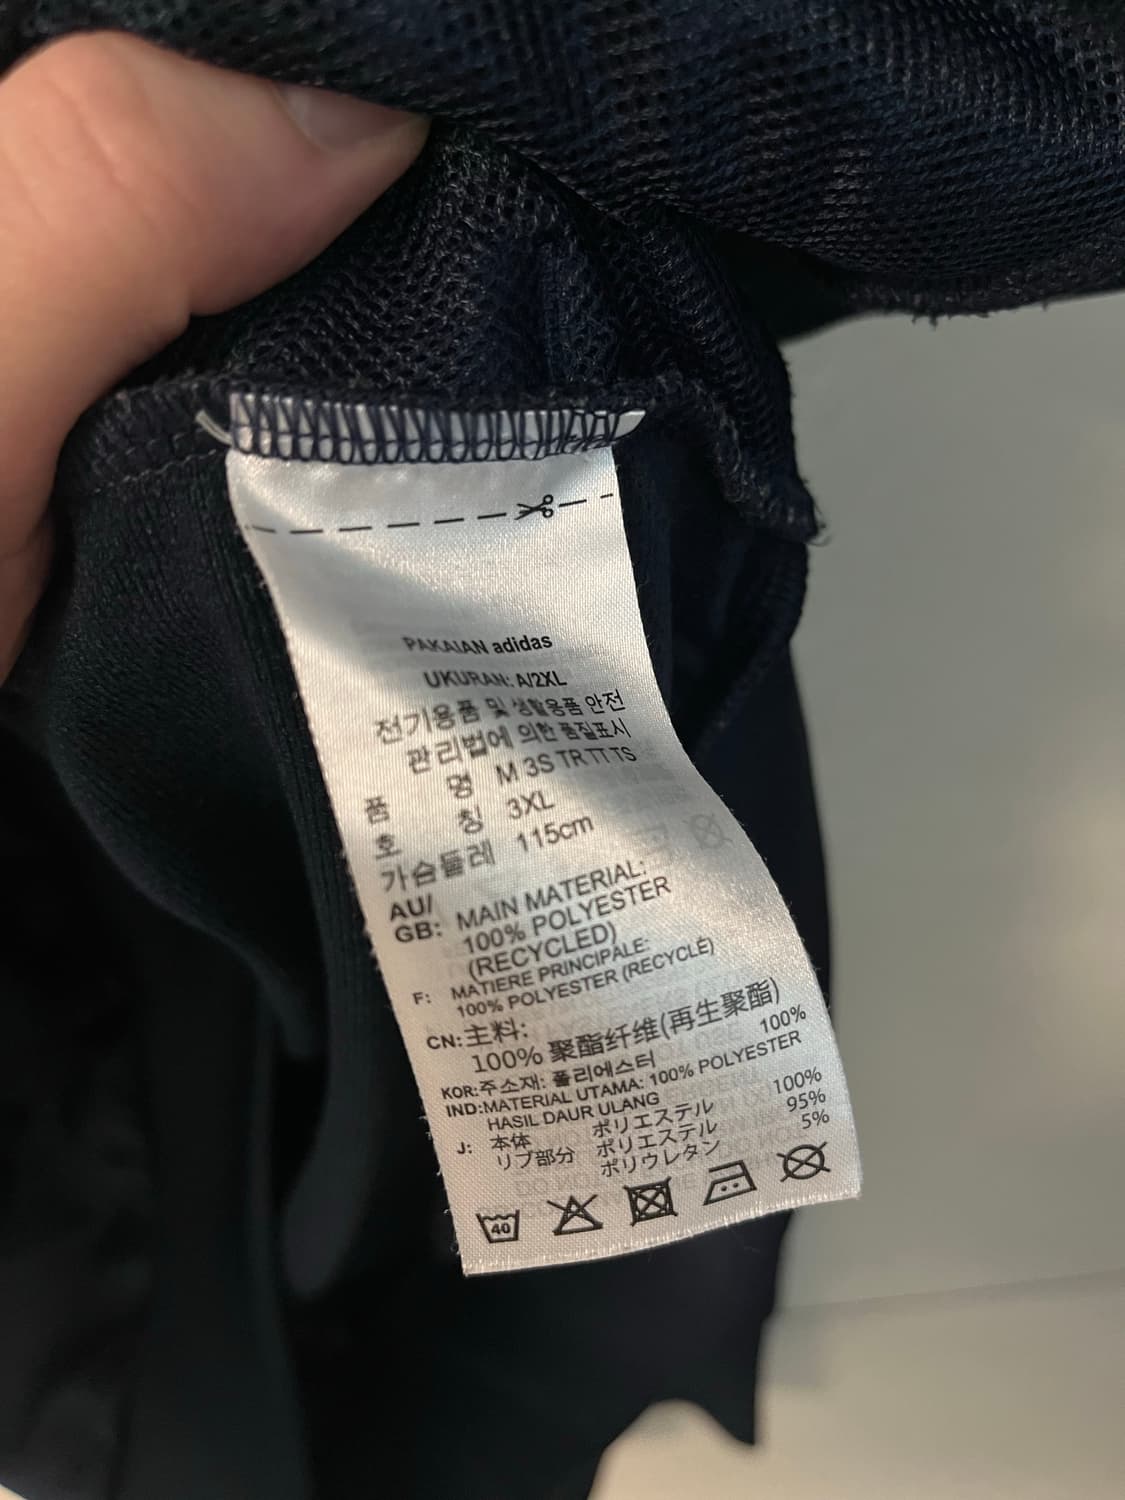 PAKAIAN adidas
UKURAN: A/2XL
전기용품 및 생활용품 안전
관리법에 의한 품질표시
품 명 M 3S TR TT TS
호 칭 3XL
가슴둘레 115cm
AU/
GB: MAIN MATERIAL:
100% POLYESTER
(RECYCLED)
F: MATIERE PRINCIPALE:
100% POLYESTER (RECYCLÉ)
CN: 主料:
100% 聚酯纤维(再生聚酯)
KOR: 주소재: 폴리에스터 100%
IND: MATERIAL UTAMA: 100% POLYESTER
HASIL DAUR ULANG
J: 本体 ポリエステル 100%
リブ部分 ポリエステル 95%
ポリウレタン 5%
40